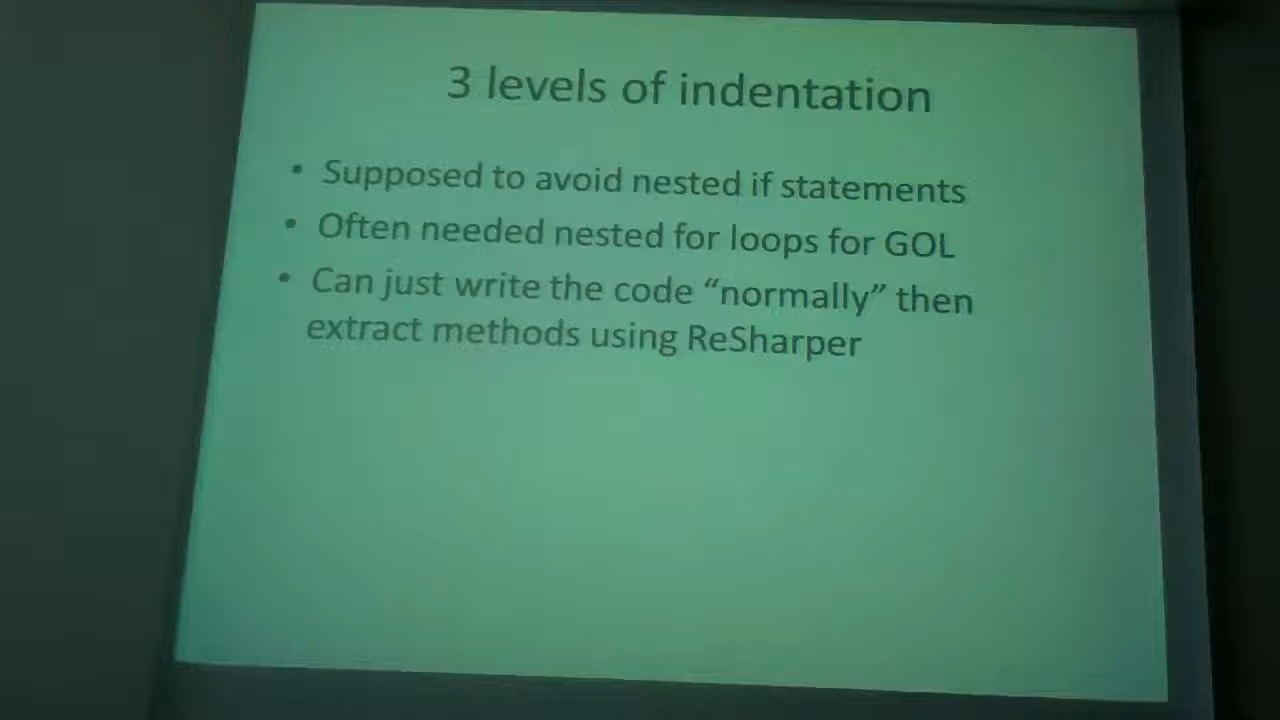 3 levels of indentation
• Supposed to avoid nested if statements
• Often needed nested for loops for GOL
• Can just write the code “normally” then
extract methods using ReSharper